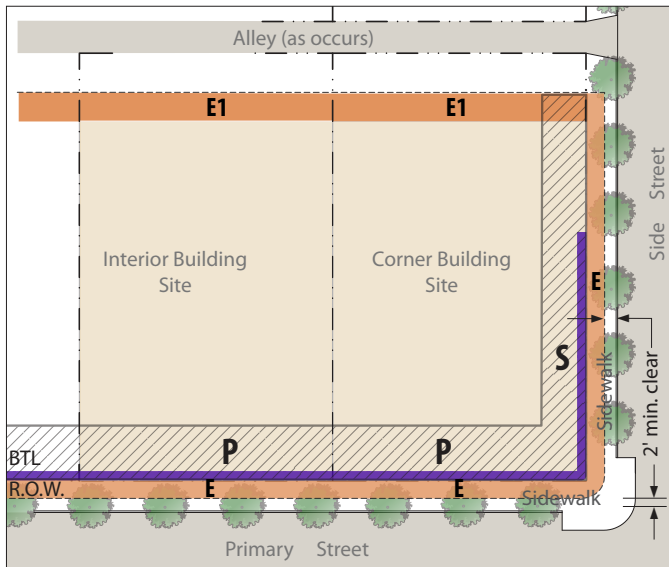 Alley (as occurs)
E1 E1
Side Street
Interior Building
Site
Corner Building
Site
E
S
Sidewalk
2' min. clear
P P
BTL
R.O.W.
E E
Sidewalk
Primary Street